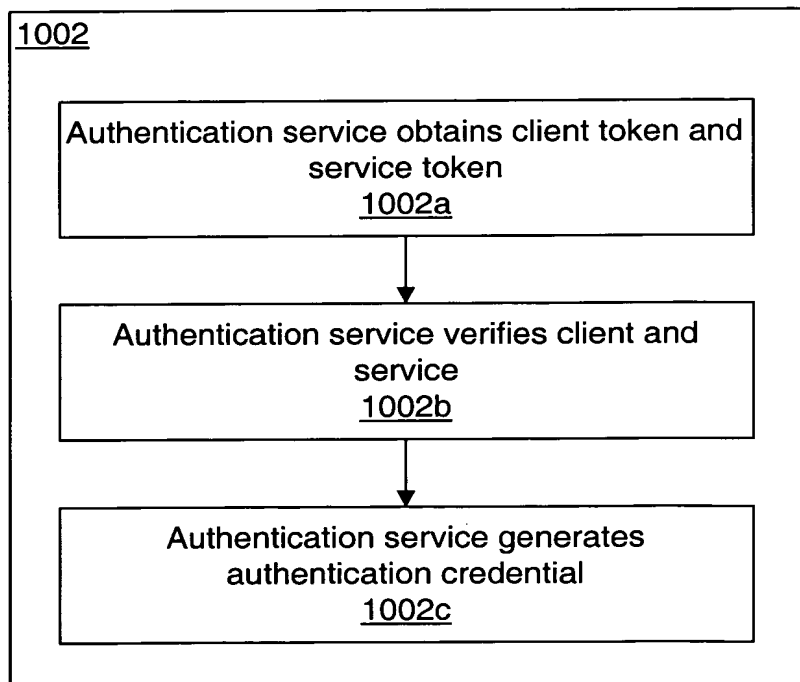 1002
Authentication service obtains client token and
service token
1002a
Authentication service verifies client and
service
1002b
Authentication service generates
authentication credential
1002c